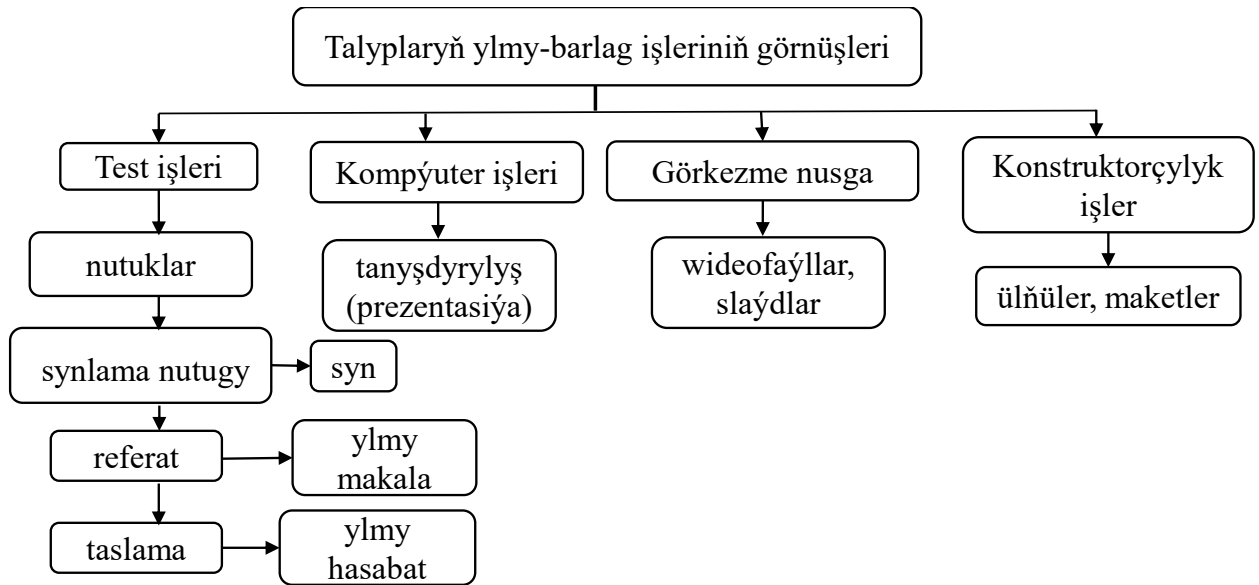 Talyplaryň ylmy-barlag işleriniň görnüşleri
Test işleri
Kompýuter işleri
Görkezme nusga
Konstruktorçylyk
işler
nutuklar
tanyşdyrylyş
(prezentasiýa)
wideofaýllar,
slaýdlar
ülňüler, maketler
synlama nutugy
syn
referat
ylmy
makala
taslama
ylmy
hasabat